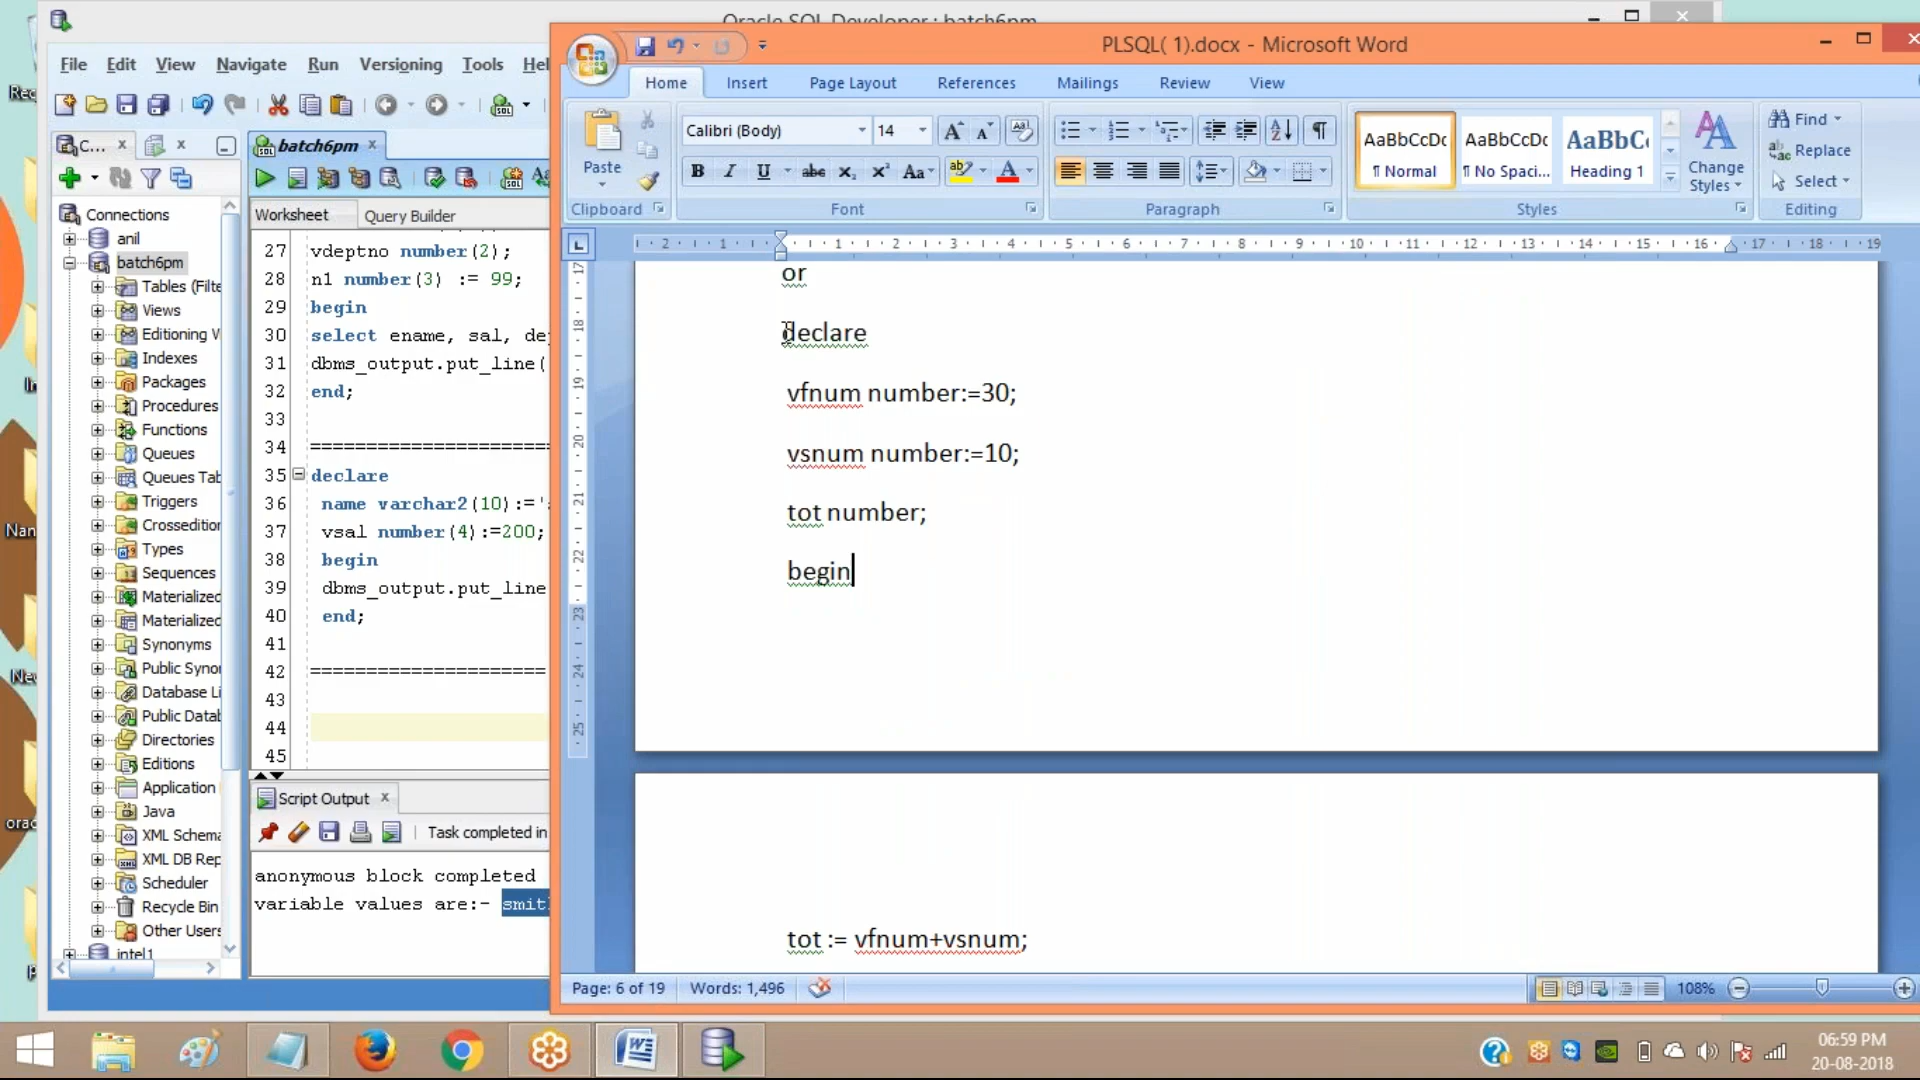 Oracle SQL Developer : batch6pm
File Edit View Navigate Run Versioning Tools
C...
batch6pm
Connections
anil
batch6pm
Tables (Filte
Views
Editioning
Indexes
Packages
Procedures
Functions
Queues
Queues Tab
Triggers
Crossedition
Types
Sequences
Materialized
Materialized
Synonyms
Public Syno
Database Li
Public Datab
Directories
Editions
Application
Java
XML Schema
XML DB Rep
Scheduler
Recycle Bin
Other Users
intel1
Worksheet Query Builder
27 vdeptno number(2);
28 n1 number(3) := 99;
29 begin
30 select ename, sal, de
31 dbms_output.put_line(
32 end;
33
34 =====================
35 declare
36 name varchar2(10):='
37 vsal number(4):=200;
38 begin
39 dbms_output.put_line
40 end;
41
42 =====================
43
44
45
Script Output
Task completed in
anonymous block completed
variable values are:- smit
PLSQL( 1).docx - Microsoft Word
Home Insert Page Layout References Mailings Review View
Paste
Clipboard
Calibri (Body) 14
Font
Paragraph
AaBbCcDc AaBbCcDc AaBbC
¶ Normal ¶ No Spaci... Heading 1
Change Styles
Styles
Find
Replace
Select
Editing
or
declare
vfnum number:=30;
vsnum number:=10;
tot number;
begin
tot := vfnum+vsnum;
Page: 6 of 19 Words: 1,496 108%
06:59 PM
20-08-2018